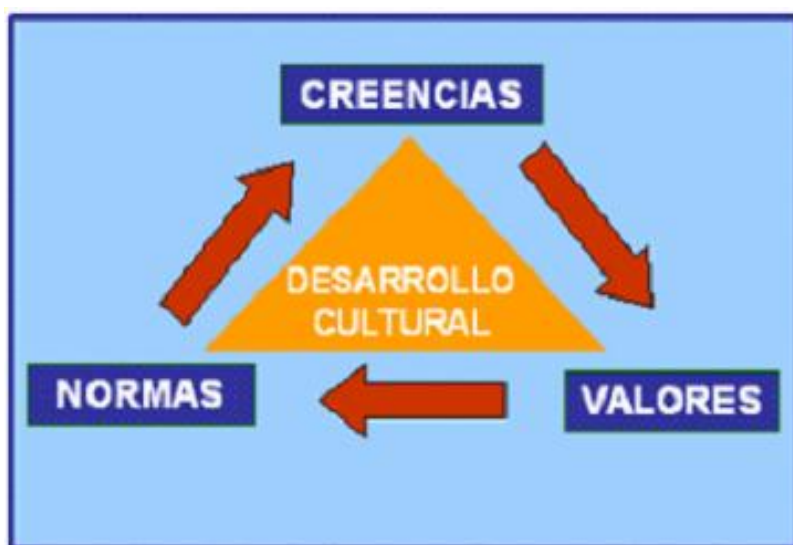 CREENCIAS
DESARROLLO
CULTURAL
NORMAS
VALORES